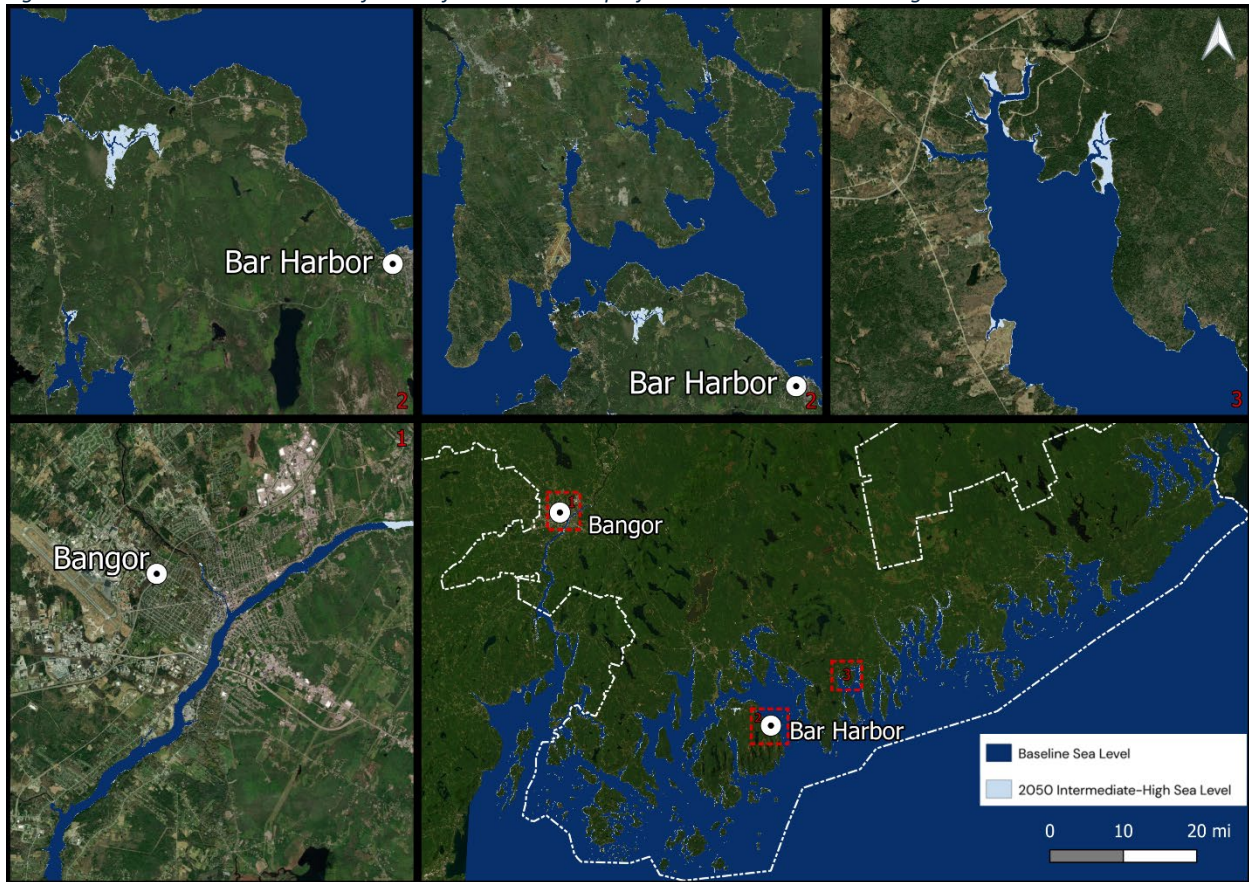 Bar Harbor
2
Bar Harbor
2
3
1
Bangor
Bangor
3
Bar Harbor
Baseline Sea Level
2050 Intermediate-High Sea Level
0 10 20 mi